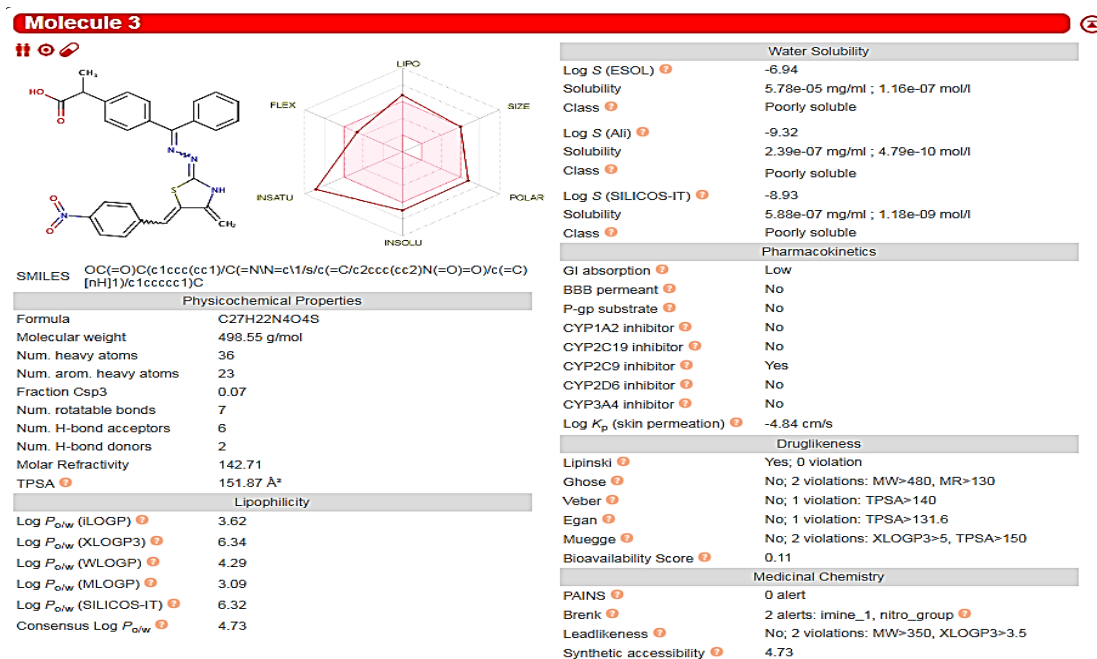 Molecule 3
CH₃
HO
O
N
N
S
NH
CH₂
O
N
O
LIPO
SIZE
POLAR
INSOLU
INSATU
FLEX
SMILES OC(=O)C(c1ccc(cc1)/C(=N\N=c\1/s/c(=C/c2ccc(cc2)N(=O)=O)/c(=C)
[nH]1)/c1ccccc1)C
Physicochemical Properties
Formula C27H22N4O4S
Molecular weight 498.55 g/mol
Num. heavy atoms 36
Num. arom. heavy atoms 23
Fraction Csp3 0.07
Num. rotatable bonds 7
Num. H-bond acceptors 6
Num. H-bond donors 2
Molar Refractivity 142.71
TPSA ? 151.87 Å²
Lipophilicity
Log Po/w (iLOGP) ? 3.62
Log Po/w (XLOGP3) ? 6.34
Log Po/w (WLOGP) ? 4.29
Log Po/w (MLOGP) ? 3.09
Log Po/w (SILICOS-IT) ? 6.32
Consensus Log Po/w ? 4.73
Water Solubility
Log S (ESOL) ? -6.94
Solubility 5.78e-05 mg/ml ; 1.16e-07 mol/l
Class ? Poorly soluble
Log S (Ali) ? -9.32
Solubility 2.39e-07 mg/ml ; 4.79e-10 mol/l
Class ? Poorly soluble
Log S (SILICOS-IT) ? -8.93
Solubility 5.88e-07 mg/ml ; 1.18e-09 mol/l
Class ? Poorly soluble
Pharmacokinetics
GI absorption ? Low
BBB permeant ? No
P-gp substrate ? No
CYP1A2 inhibitor ? No
CYP2C19 inhibitor ? No
CYP2C9 inhibitor ? Yes
CYP2D6 inhibitor ? No
CYP3A4 inhibitor ? No
Log Kp (skin permeation) ? -4.84 cm/s
Druglikeness
Lipinski ? Yes; 0 violation
Ghose ? No; 2 violations: MW>480, MR>130
Veber ? No; 1 violation: TPSA>140
Egan ? No; 1 violation: TPSA>131.6
Muegge ? No; 2 violations: XLOGP3>5, TPSA>150
Bioavailability Score ? 0.11
Medicinal Chemistry
PAINS ? 0 alert
Brenk ? 2 alerts: imine_1, nitro_group ?
Leadlikeness ? No; 2 violations: MW>350, XLOGP3>3.5
Synthetic accessibility ? 4.73